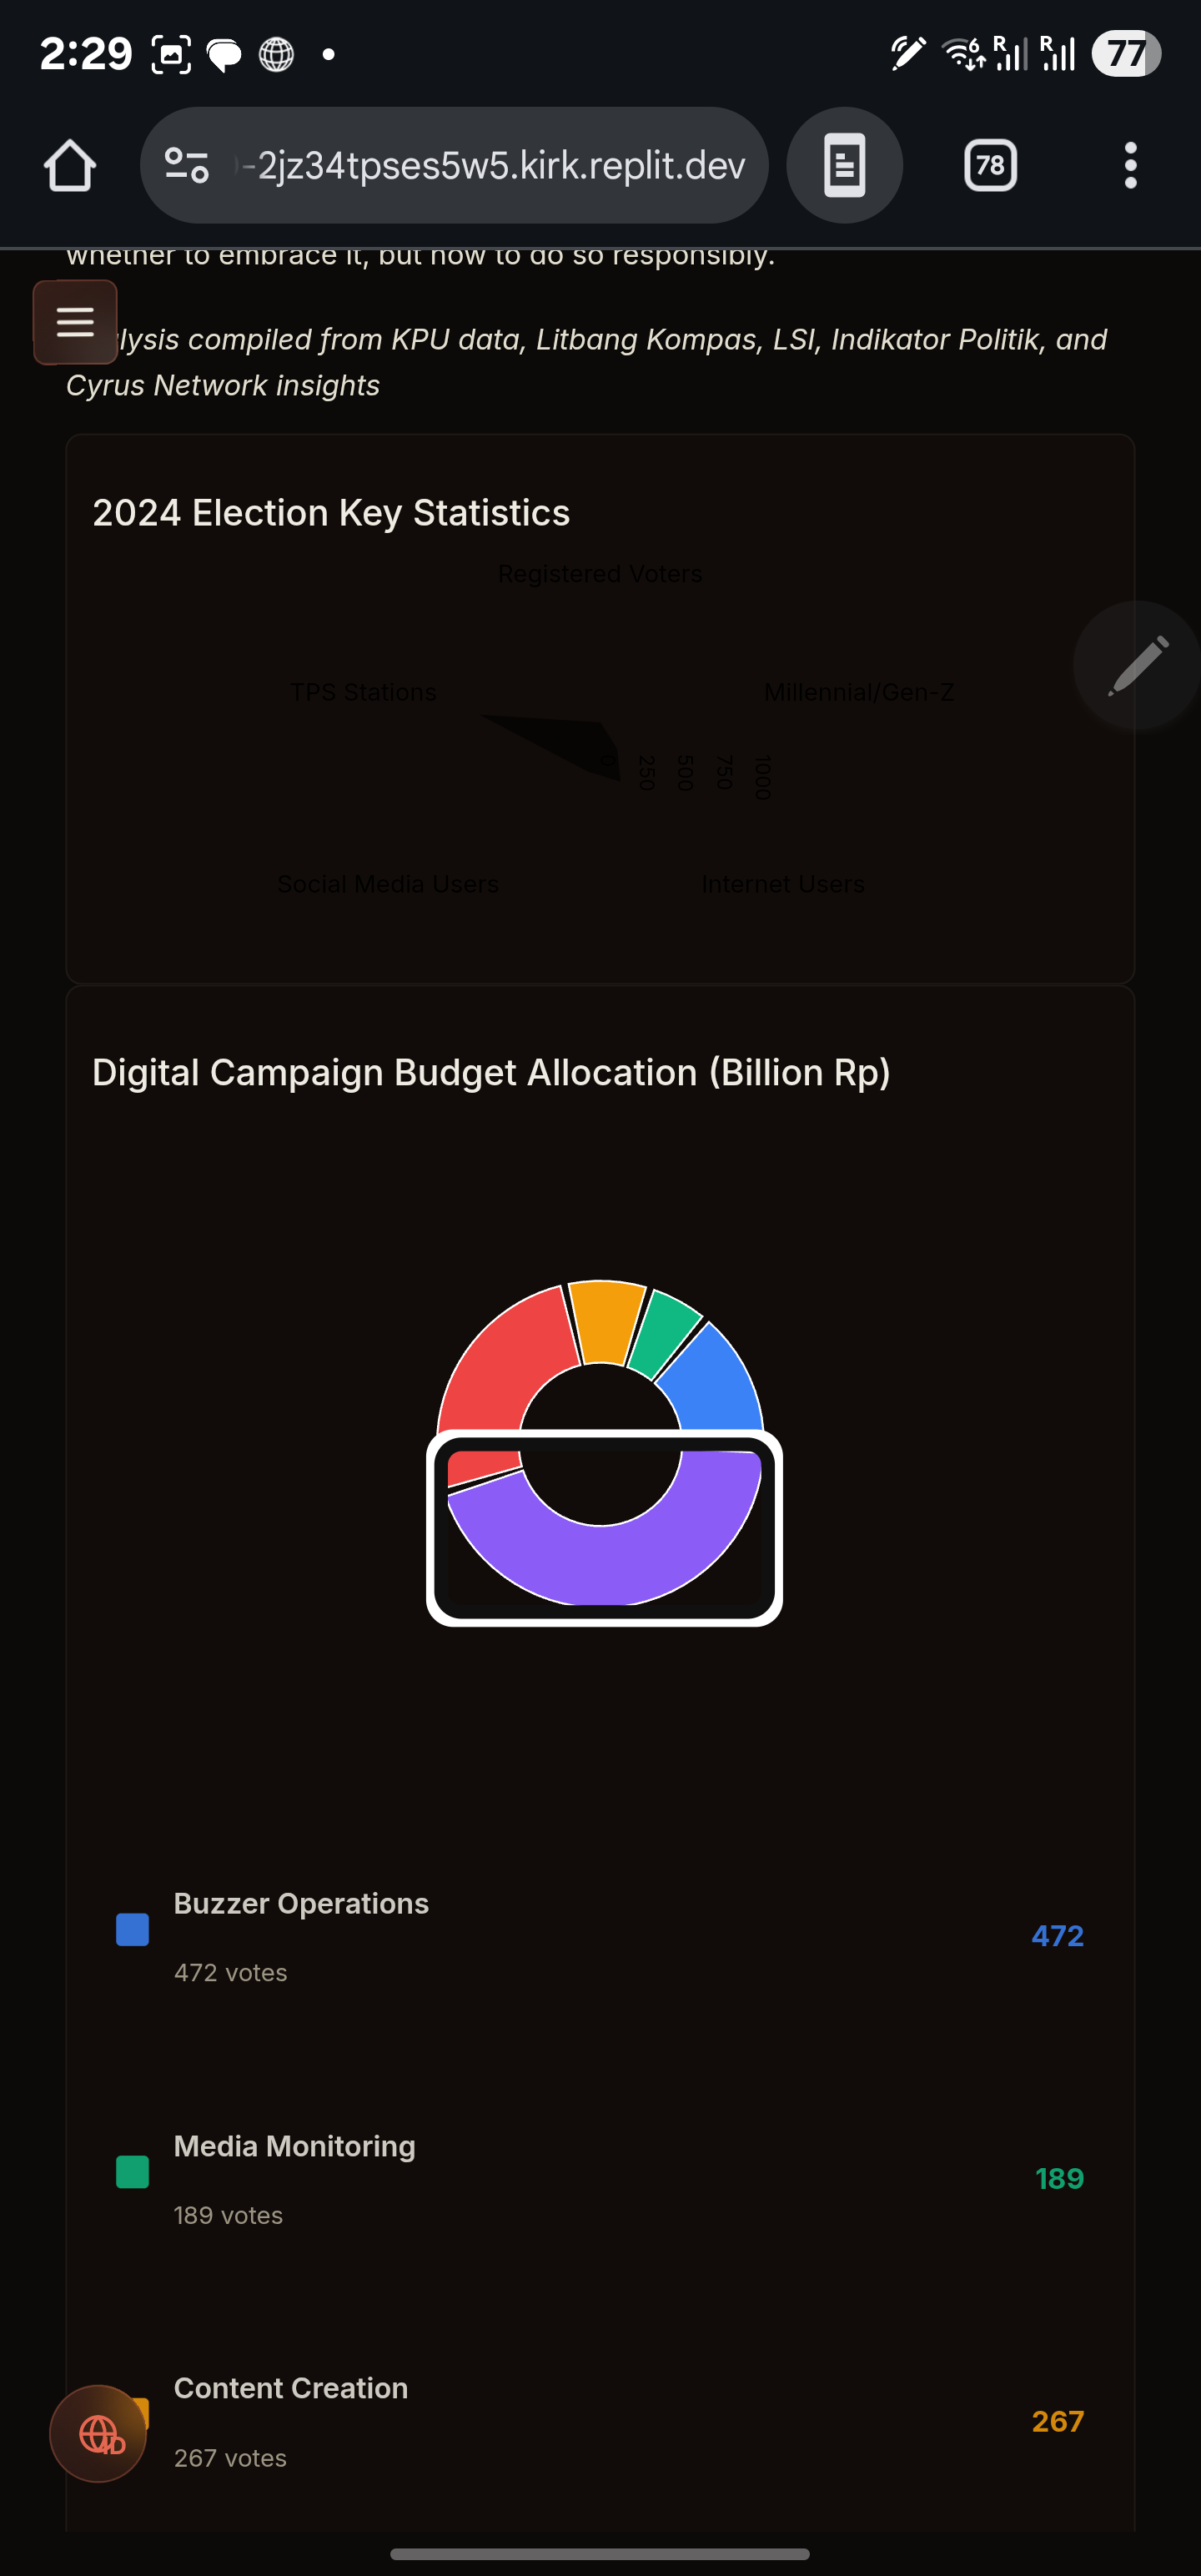 2:29
6
R
R
77
-2jz34tpses5w5.kirk.replit.dev
78
whether to embrace it, but how to do so responsibly.
lysis compiled from KPU data, Litbang Kompas, LSI, Indikator Politik, and
Cyrus Network insights
2024 Election Key Statistics
Registered Voters
TPS Stations
Millennial/Gen-Z
0
250
500
750
1000
Social Media Users
Internet Users
Digital Campaign Budget Allocation (Billion Rp)
Buzzer Operations
472
472 votes
Media Monitoring
189
189 votes
Content Creation
267
267 votes
ID